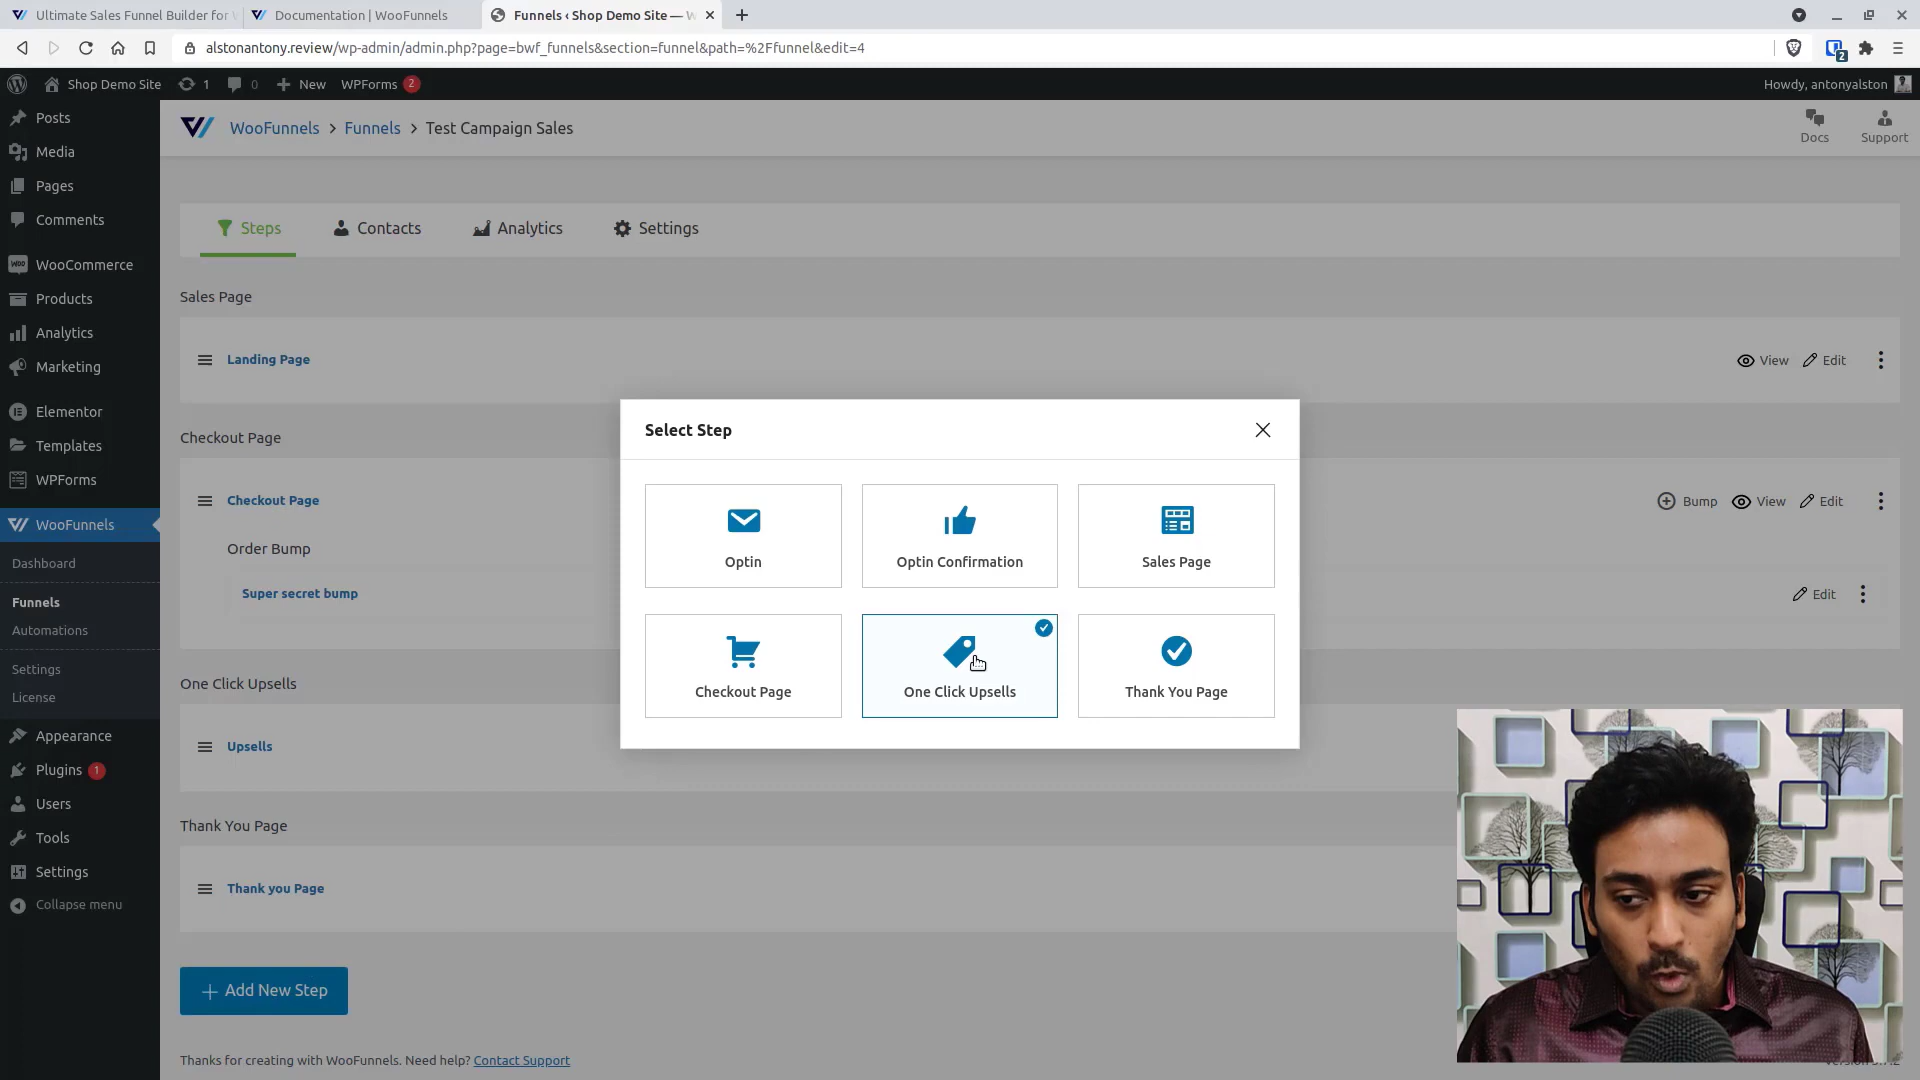 Ultimate Sales Funnel Builder for
Documentation | WooFunnels
Funnels ‹ Shop Demo Site —
alstonantony.review/wp-admin/admin.php?page=bwf_funnels&section=funnel&path=%2Ffunnel&edit=4
2
Shop Demo Site
1
0
New
WPForms
2
Howdy, antonyalston
Posts
Media
Pages
Comments
WooCommerce
Products
Analytics
Marketing
Elementor
Templates
WPForms
WooFunnels
Dashboard
Funnels
Automations
Settings
License
Appearance
Plugins 1
Users
Tools
Settings
Collapse menu
WooFunnels > Funnels > Test Campaign Sales
Docs
Support
Steps
Contacts
Analytics
Settings
Sales Page
Landing Page
View
Edit
Checkout Page
Checkout Page
Bump
View
Edit
Order Bump
Super secret bump
Edit
One Click Upsells
Upsells
Thank You Page
Thank you Page
Add New Step
Thanks for creating with WooFunnels. Need help? Contact Support
Select Step
Optin
Optin Confirmation
Sales Page
Checkout Page
One Click Upsells
Thank You Page